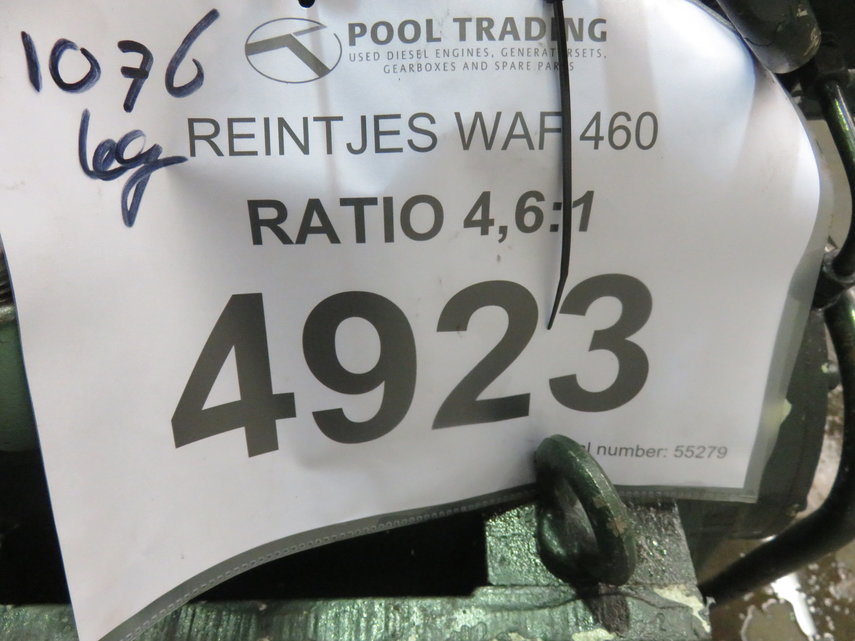 1076
kg
POOL TRADING
USED DIESEL ENGINES, GENERATORSETS,
GEARBOXES AND SPARE PARTS
REINTJES WAF 460
RATIO 4,6:1
4923
number: 55279